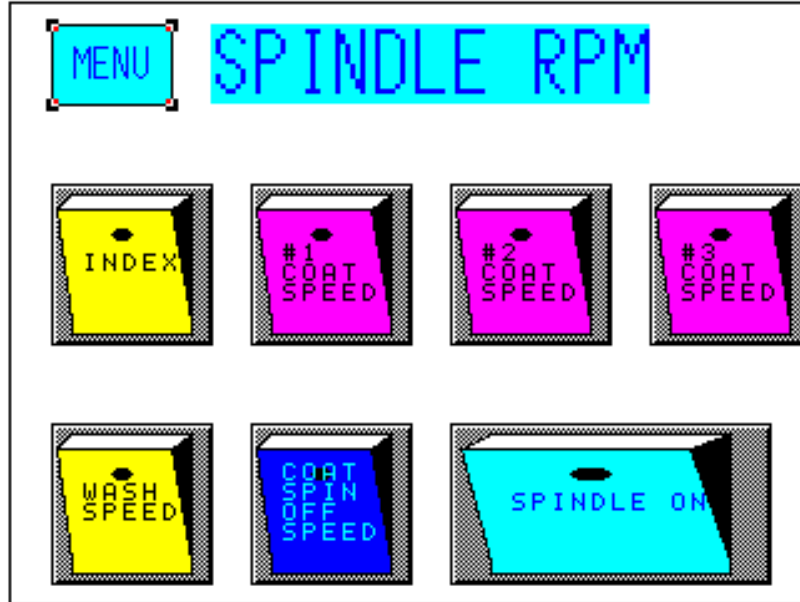 MENU
SPINDLE RPM
INDEX
#1
COAT
SPEED
#2
COAT
SPEED
#3
COAT
SPEED
WASH
SPEED
COAT
SPIN
OFF
SPEED
SPINDLE ON